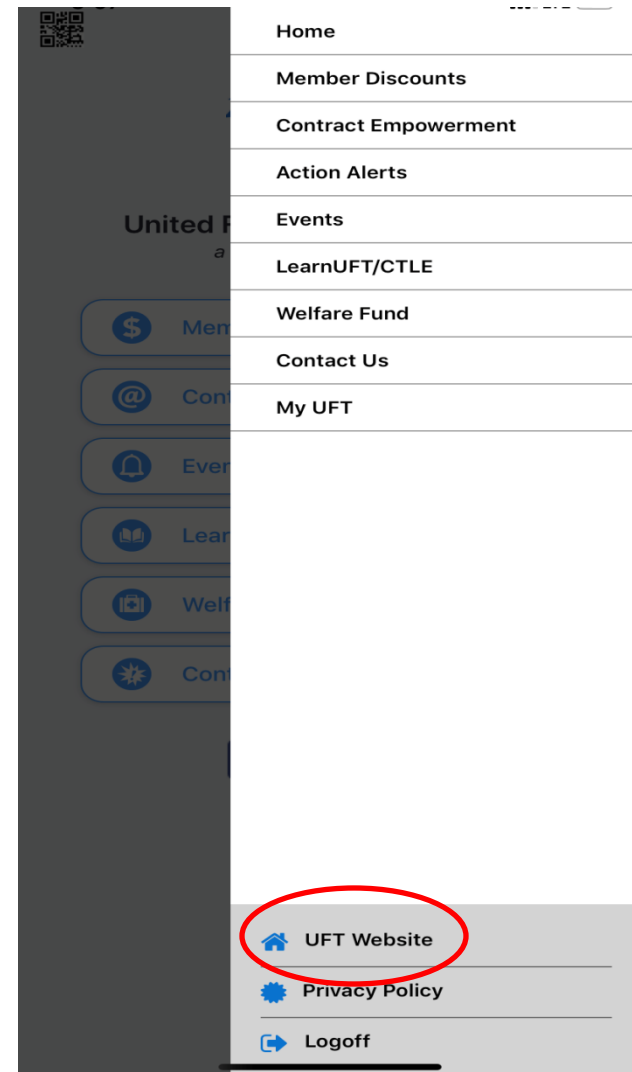 Home
Member Discounts
Contract Empowerment
Action Alerts
United
a
Events
LearnUFT/CTLE
Welfare Fund
Contact Us
My UFT
UFT Website
Privacy Policy
Logoff